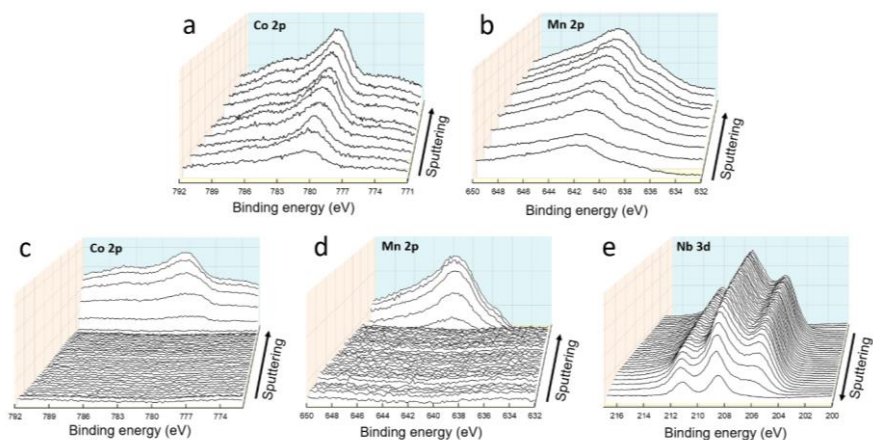 a
Co 2p
792 789 786 783 780 777 774 771
Binding energy (eV)
Sputtering
b
Mn 2p
650 648 646 644 642 640 638 636 634 632
Binding energy (eV)
Sputtering
c
Co 2p
792 789 786 783 780 777 774
Binding energy (eV)
Sputtering
d
Mn 2p
650 648 646 644 642 640 638 636 634 632
Binding energy (eV)
Sputtering
e
Nb 3d
216 214 212 210 208 206 204 202 200
Binding energy (eV)
Sputtering